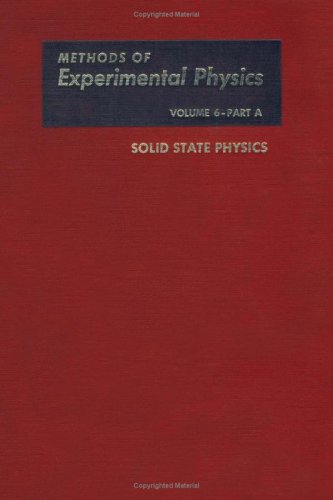 METHODS OF
Experimental Physics
VOLUME 6-PART A
SOLID STATE PHYSICS